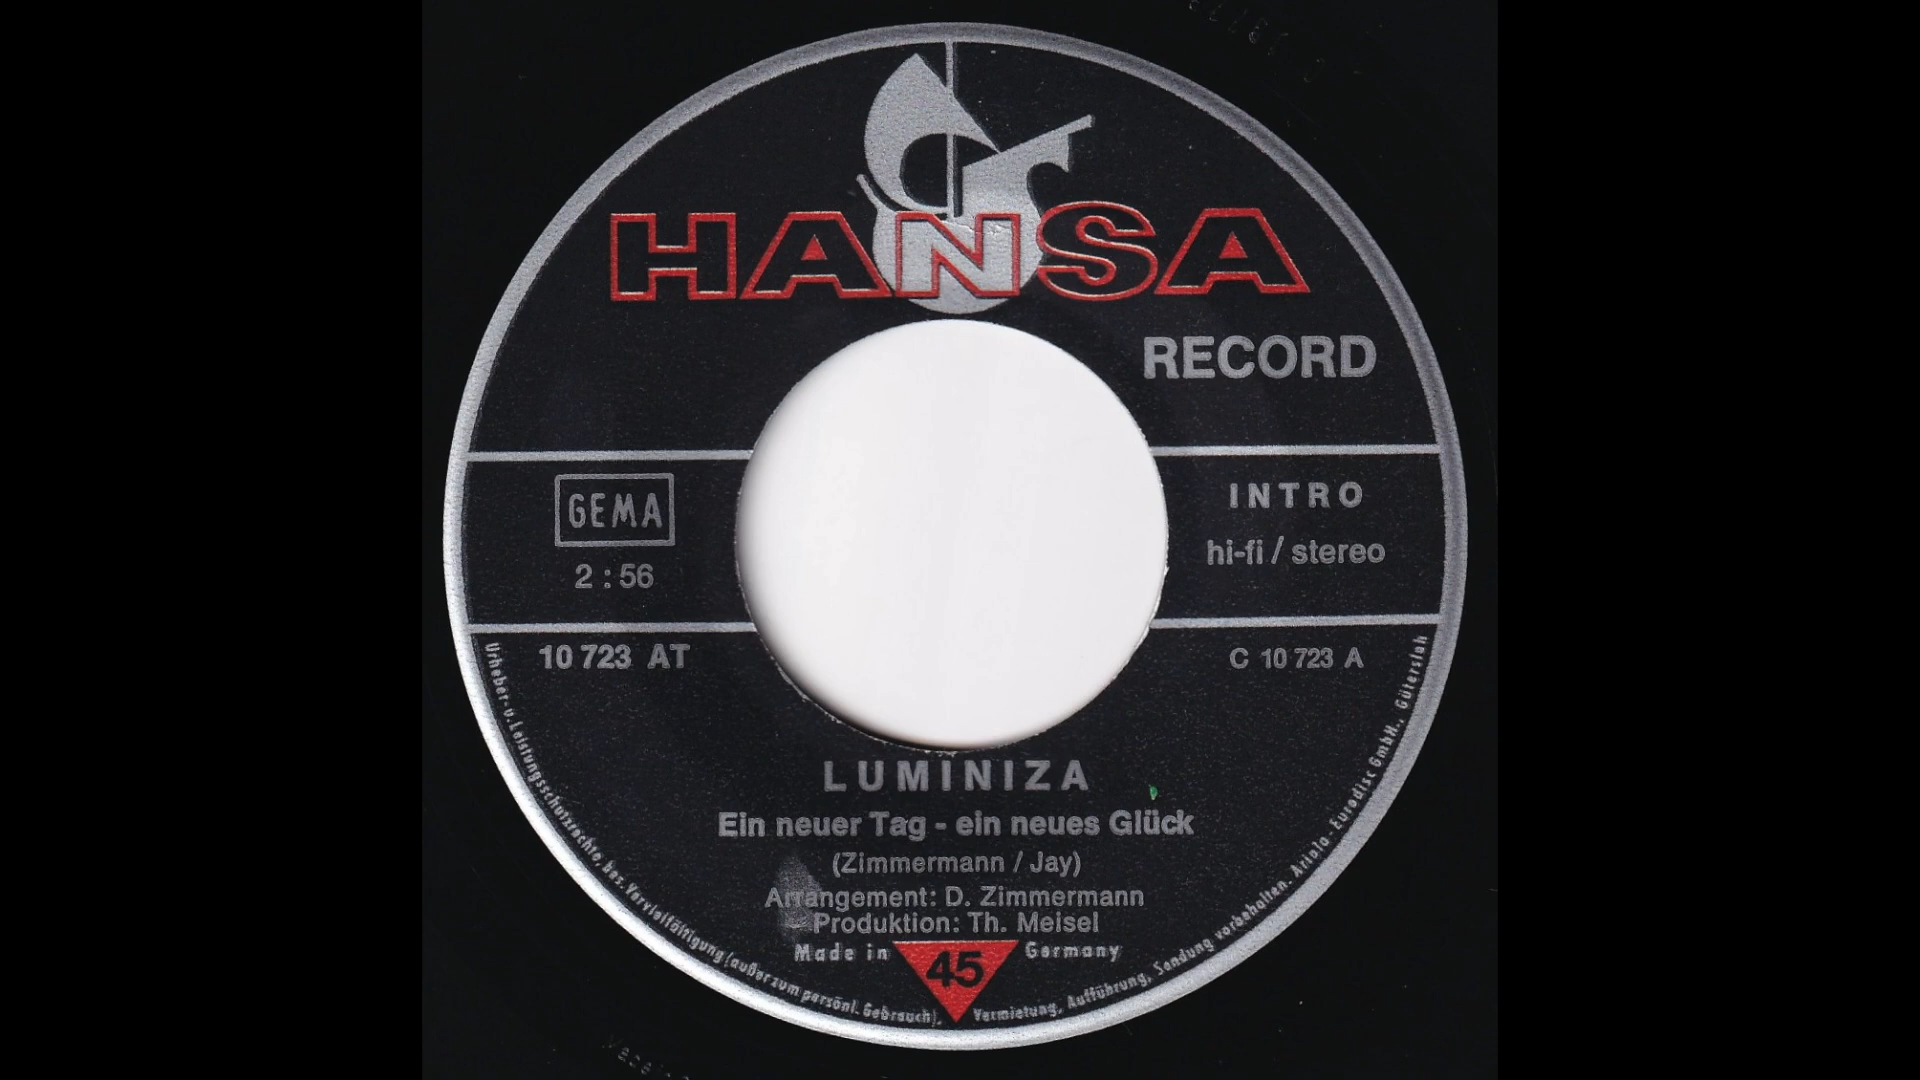 HANSA
RECORD
GEMA
2 : 56
INTRO
hi-fi / stereo
10 723 AT
C 10 723 A
LUMINIZA
Ein neuer Tag - ein neues Glück
(Zimmermann / Jay)
Arrangement: D. Zimmermann
Produktion: Th. Meisel
Made in 45 Germany
Urheber- u. Leistungsschutzrechte, bes. Vervielfältigung (außer zum persönl. Gebrauch), Vermietung, Aufführung, Sendung vorbehalten. Ariola - Eurodisc GmbH., Gütersloh